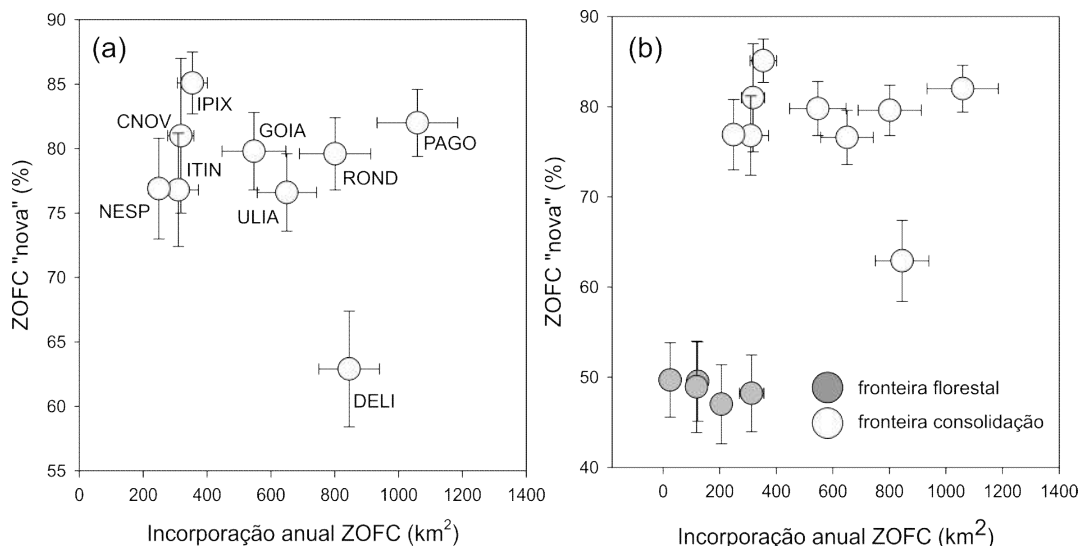 (a)
ZOFC "nova" (%)
90
85
80
75
70
65
60
55
IPIX
CNOV
GOIA
PAGO
ITIN
ROND
NESP
ULIA
DELI
0 200 400 600 800 1000 1200 1400
Incorporação anual ZOFC (km²)
(b)
ZOFC "nova" (%)
90
80
70
60
50
40
fronteira florestal
fronteira consolidação
0 200 400 600 800 1000 1200 1400
Incorporação anual ZOFC (km²)